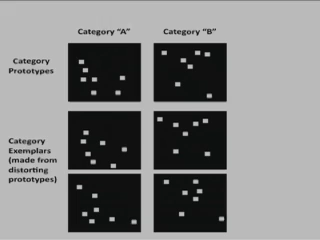 Category “A”
Category “B”
Category
Prototypes
Category
Exemplars
(made from
distorting
prototypes)